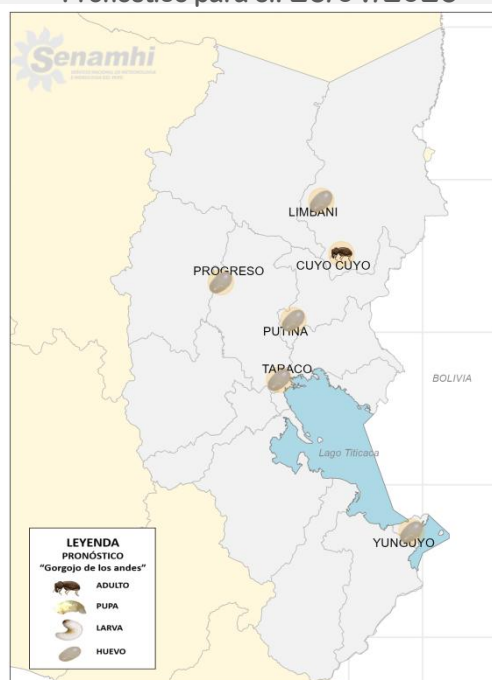 Senamhi
LIMBANI
CUYO CUYO
PROGRESO
PUTINA
TARACO
BOLIVIA
Lago Titicaca
YUNGUYO
LEYENDA
PRONÓSTICO
"Gorgojo de los andes"
ADULTO
PUPA
LARVA
HUEVO